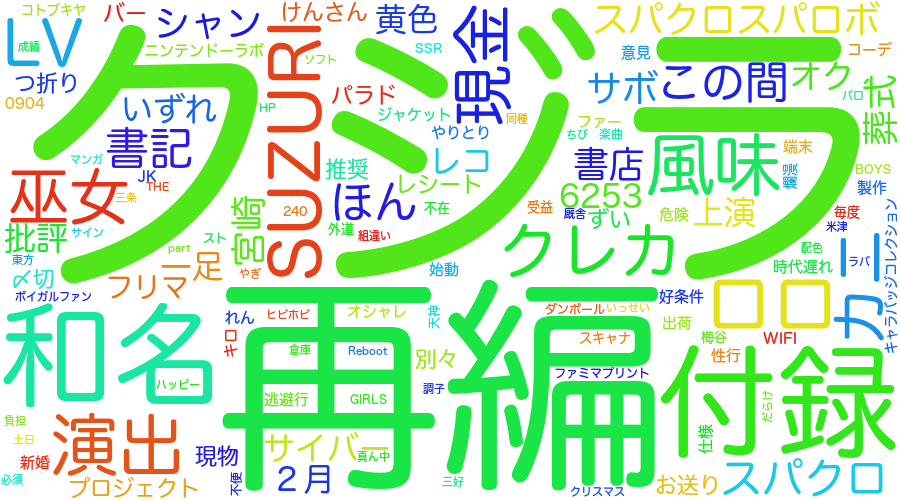 コトブキヤ
バー
シャン
けんさん
黄色
スパクロスパロボ
LV
成績
ニンテンドーラボ
SSR
ソフト
現金
意見
コーデ
つ折り
クジラ
SUZURI
サボ
この間
オク
パロ
0904
いずれ
HP
パラド
ジャケット
同種
ファー
葬式
書記
やりとり
ちび
楽曲
端末
マンガ
JK
THE
推奨
レコ
書店
風味
爛漫
BOYS
巫女
三条
ほん
レシート
6253
製作
サイン
宮崎
240
不在
受益
厩舎
ずい
危険
上演
毎度
米津
批評
スト
外道
組違い
クレカ
配色
キャラバッジコレクション
東方
part
一足
やぎ
始動
時代遅れ
ラバ
カー
〆切
フリマ
ボイガルファン
再編
オシャレ
天神
ダンボール
いっせい
好条件
ロロ
和名
れん
ヒピホピ
キロ
出荷
スキャナ
梅谷
WIFI
倉庫
Reboot
別々
性行
付録
ハッピー
逃避行
GIRLS
調子
ファミマプリント
だらけ
負担
土日
演出
サイバー
真ん中
仕様
新婚
現物
必須
プロジェクト
不便
2月
三好
クリスマス
お送り
スパクロ